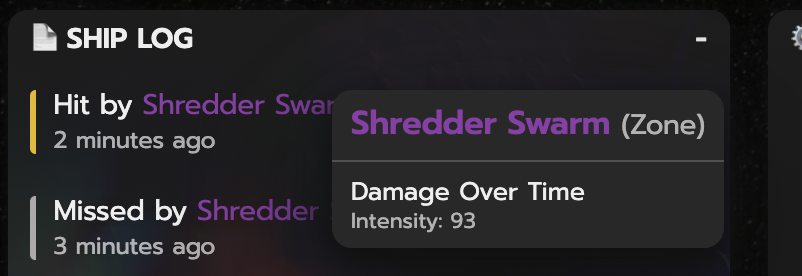 SHIP LOG -
Hit by Shredder Swar
2 minutes ago
Missed by Shredder
3 minutes ago
Shredder Swarm (Zone)
Damage Over Time
Intensity: 93